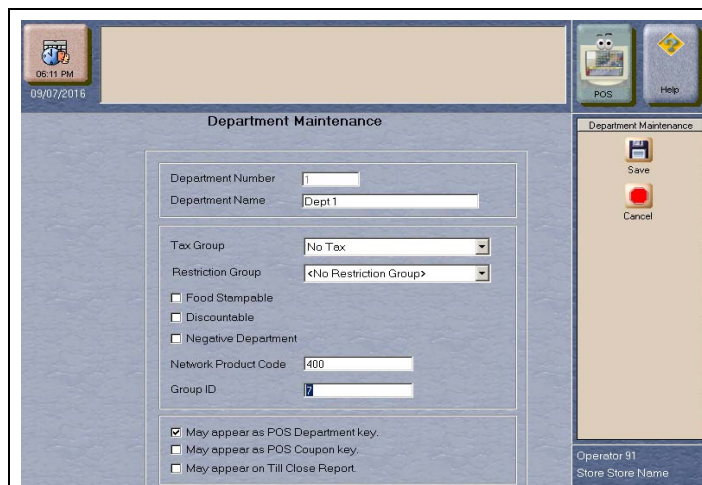 06:11 PM
09/07/2016
POS
Help
Department Maintenance
Department Number 1
Department Name Dept 1
Tax Group No Tax
Restriction Group <No Restriction Group>
Food Stampable
Discountable
Negative Department
Network Product Code 400
Group ID 7
May appear as POS Department key.
May appear as POS Coupon key.
May appear on Till Close Report.
Department Maintenance
Save
Cancel
Operator 91
Store Store Name